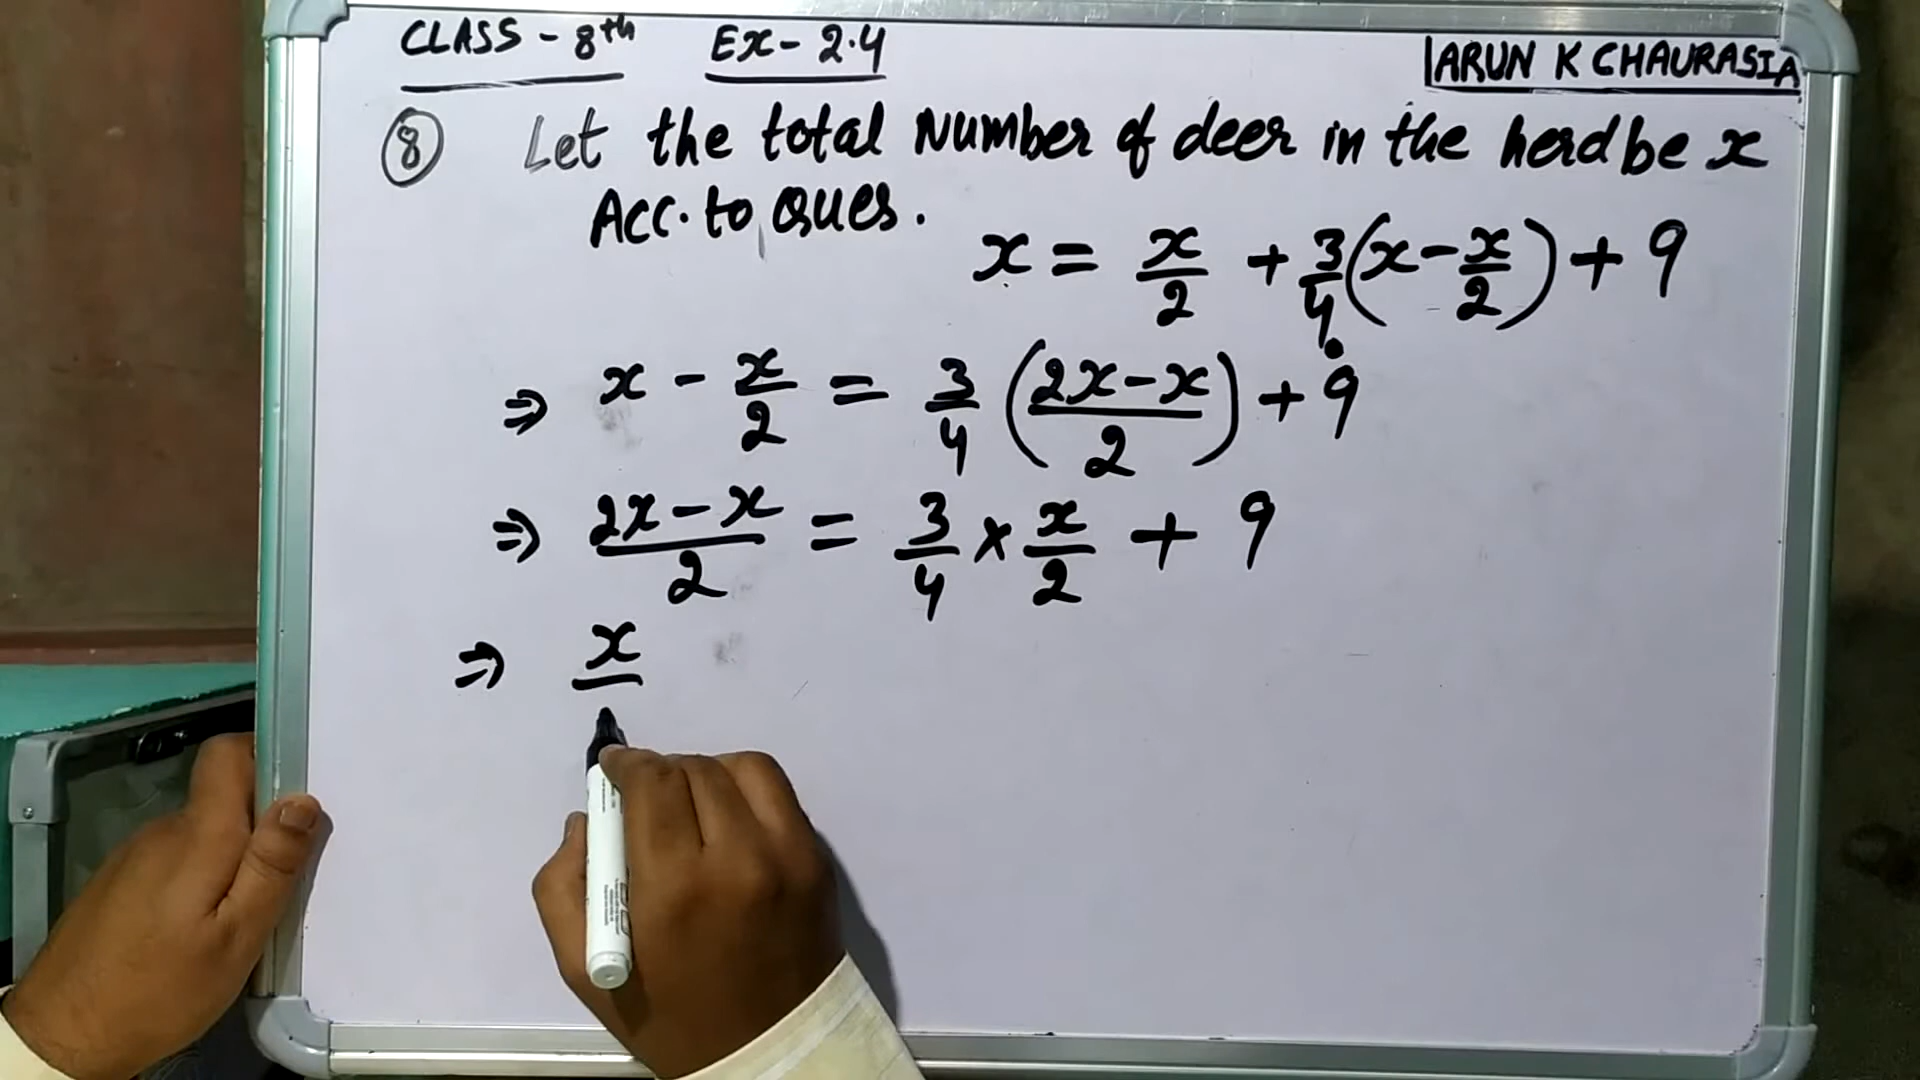 CLASS - 8th Ex - 2.4 ARUN K CHAURASIA
8 Let the total Number of deer in the herd be x
Acc. to Ques.
x = x/2 + 3/4 (x - x/2) + 9
⇒ x - x/2 = 3/4 ((2x - x)/2) + 9
⇒ (2x - x)/2 = 3/4 × x/2 + 9
⇒ x